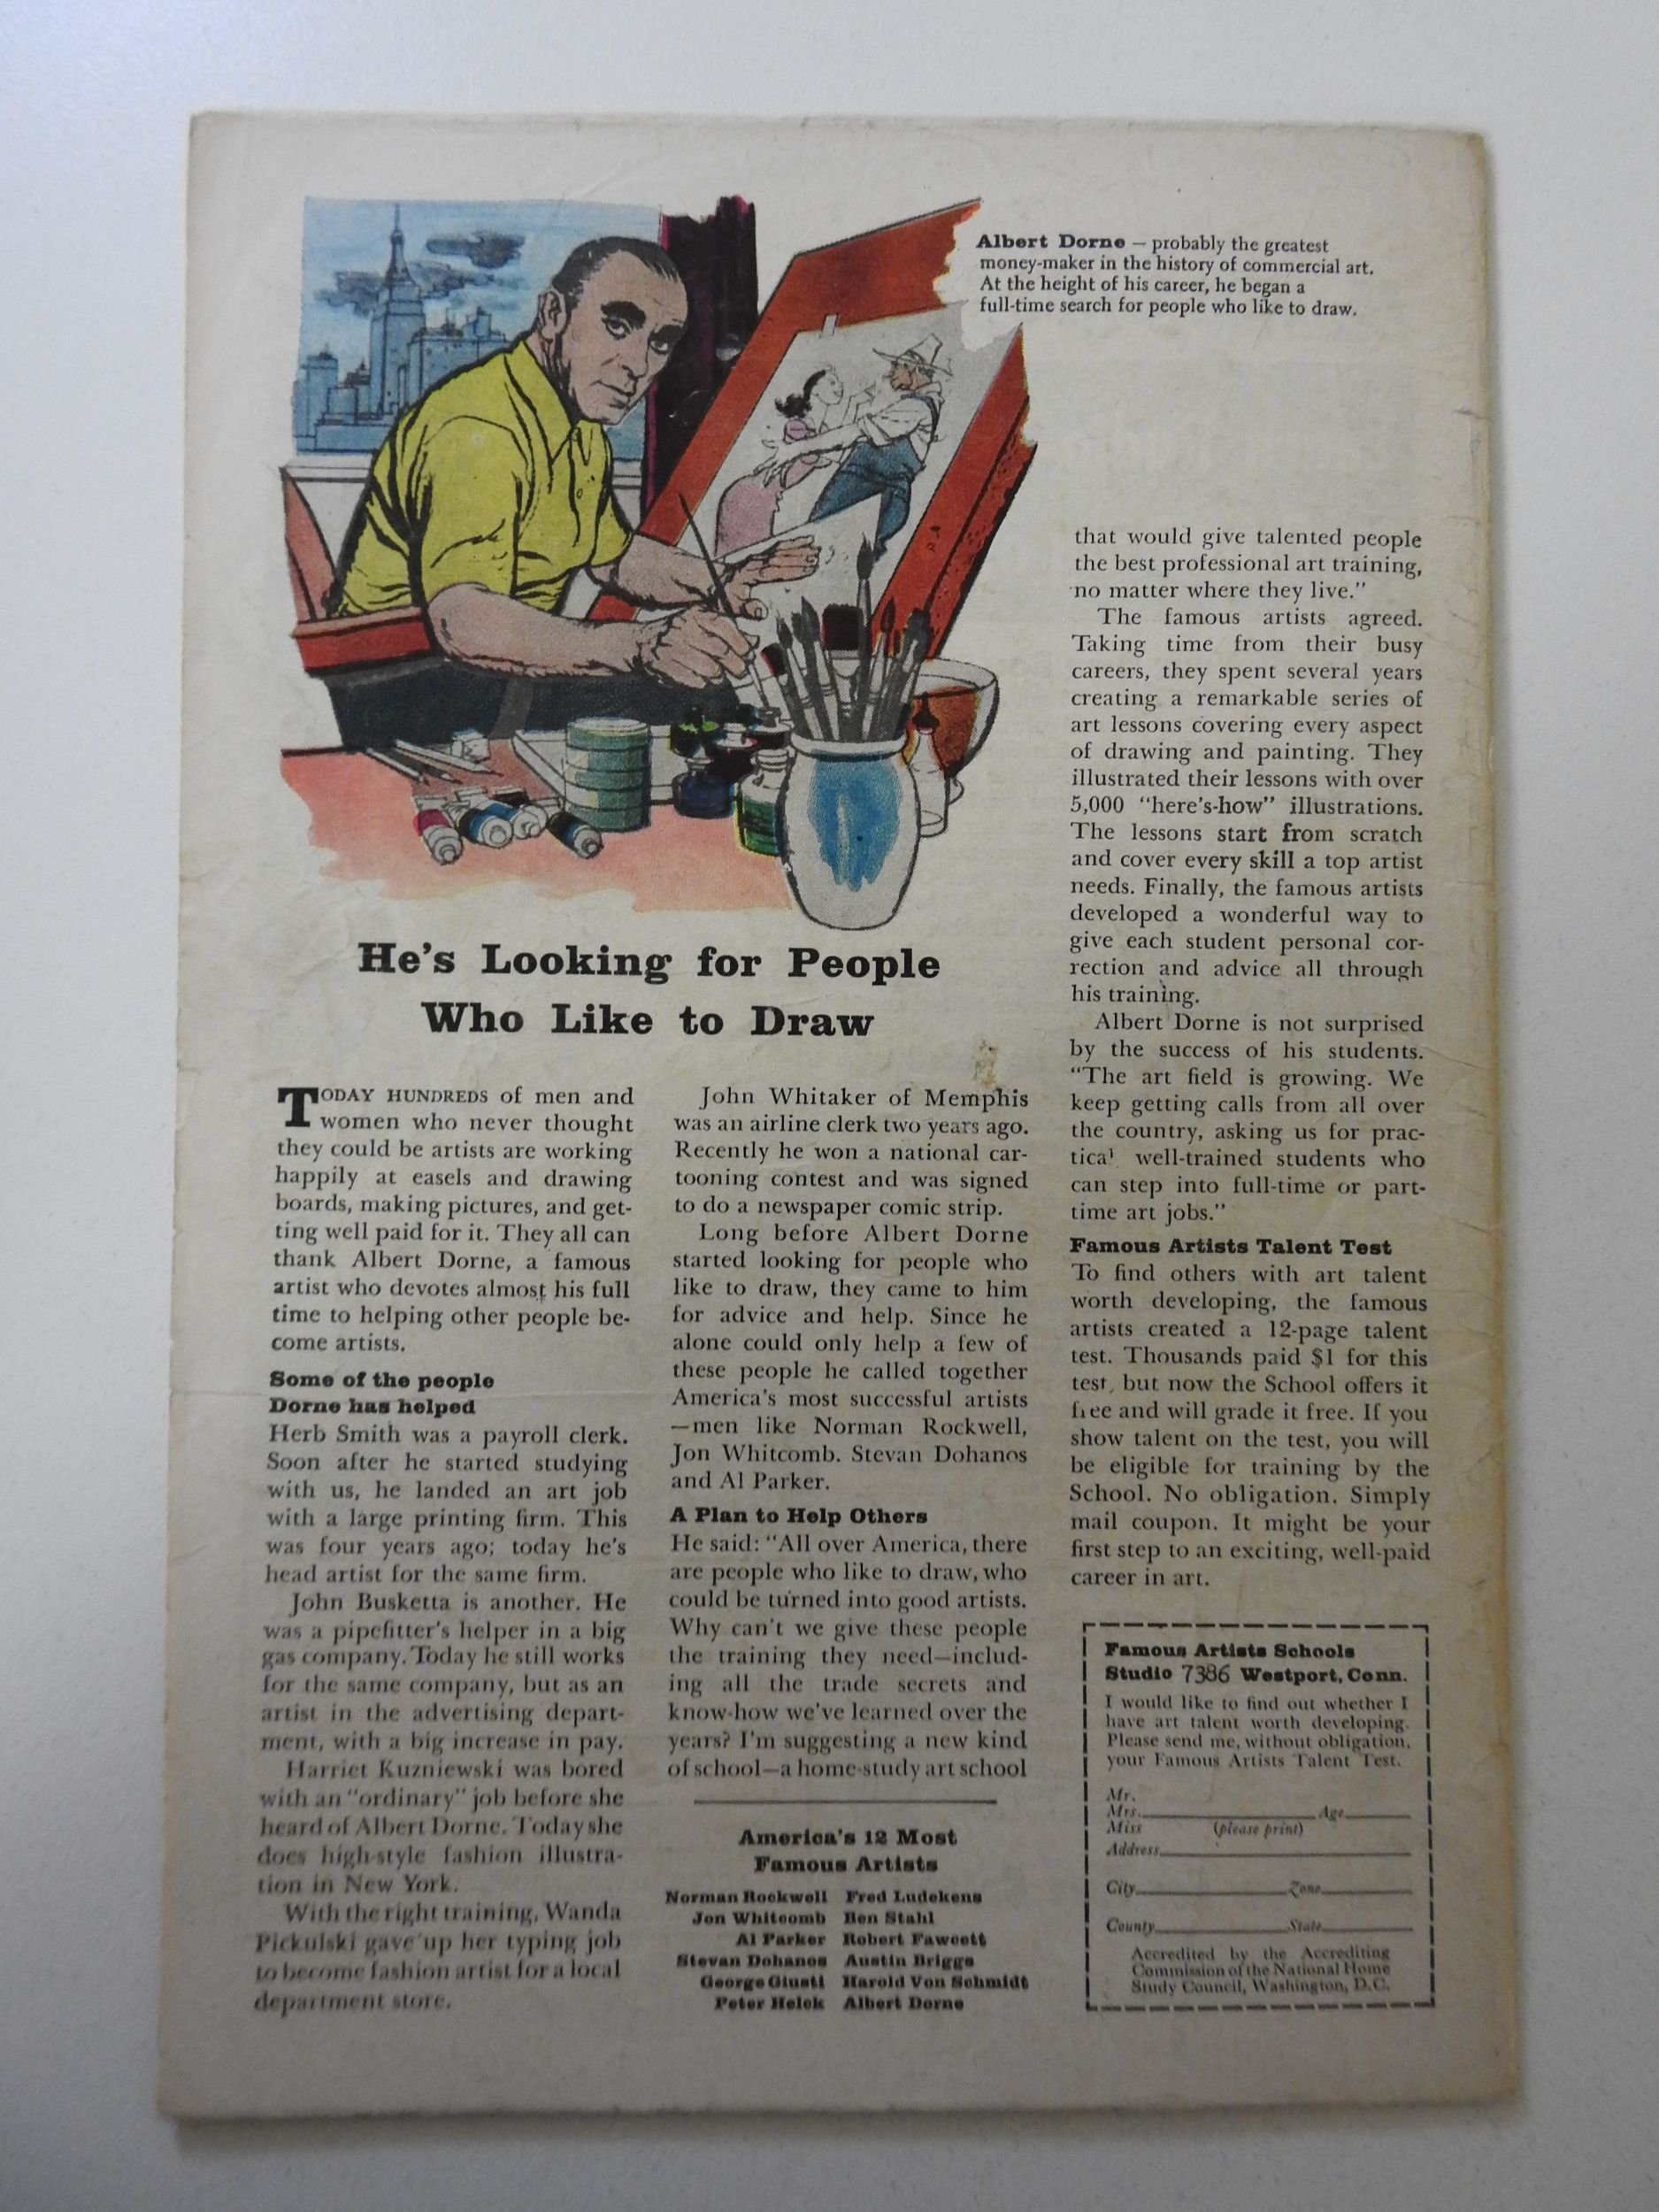 Albert Dorne – probably the greatest
money-maker in the history of commercial art.
At the height of his career, he began a
full-time search for people who like to draw.
He's Looking for People
Who Like to Draw
TODAY HUNDREDS of men and
women who never thought
they could be artists are working
happily at easels and drawing
boards, making pictures, and get-
ting well paid for it. They all can
thank Albert Dorne, a famous
artist who devotes almost his full
time to helping other people be-
come artists.
Some of the people
Dorne has helped
Herb Smith was a payroll clerk.
Soon after he started studying
with us, he landed an art job
with a large printing firm. This
was four years ago; today he's
head artist for the same firm.
John Busketta is another. He
was a pipefitter's helper in a big
gas company. Today he still works
for the same company, but as an
artist in the advertising depart-
ment, with a big increase in pay.
Harriet Kuzniewski was bored
with an "ordinary" job before she
heard of Albert Dorne. Today she
does high-style fashion illustra-
tion in New York.
With the right training, Wanda
Pickulski gave up her typing job
to become fashion artist for a local
department store.
John Whitaker of Memphis
was an airline clerk two years ago.
Recently he won a national car-
tooning contest and was signed
to do a newspaper comic strip.
Long before Albert Dorne
started looking for people who
like to draw, they came to him
for advice and help. Since he
alone could only help a few of
these people he called together
America's most successful artists
—men like Norman Rockwell,
Jon Whitcomb. Stevan Dohanos
and Al Parker.
A Plan to Help Others
He said: "All over America, there
are people who like to draw, who
could be turned into good artists.
Why can't we give these people
the training they need—includ-
ing all the trade secrets and
know-how we've learned over the
years? I'm suggesting a new kind
of school—a home-study art school
America's 12 Most
Famous Artists
Norman Rockwell Fred Ludekens
Jon Whitcomb Ben Stahl
Al Parker Robert Fawcett
Stevan Dohanos Austin Briggs
George Giusti Harold Von Schmidt
Peter Helck Albert Dorne
that would give talented people
the best professional art training,
no matter where they live."
The famous artists agreed.
Taking time from their busy
careers, they spent several years
creating a remarkable series of
art lessons covering every aspect
of drawing and painting. They
illustrated their lessons with over
5,000 "here's-how" illustrations.
The lessons start from scratch
and cover every skill a top artist
needs. Finally, the famous artists
developed a wonderful way to
give each student personal cor-
rection and advice all through
his training.
Albert Dorne is not surprised
by the success of his students.
"The art field is growing. We
keep getting calls from all over
the country, asking us for prac-
tical well-trained students who
can step into full-time or part-
time art jobs."
Famous Artists Talent Test
To find others with art talent
worth developing, the famous
artists created a 12-page talent
test. Thousands paid $1 for this
test, but now the School offers it
free and will grade it free. If you
show talent on the test, you will
be eligible for training by the
School. No obligation. Simply
mail coupon. It might be your
first step to an exciting, well-paid
career in art.
Famous Artists Schools
Studio 7386 Westport, Conn.
I would like to find out whether I
have art talent worth developing.
Please send me, without obligation,
your Famous Artists Talent Test.
Mr.
Mrs. Age
Miss (please print)
Address
City Zone
County State
Accredited by the Accrediting
Commission of the National Home
Study Council, Washington, D.C.